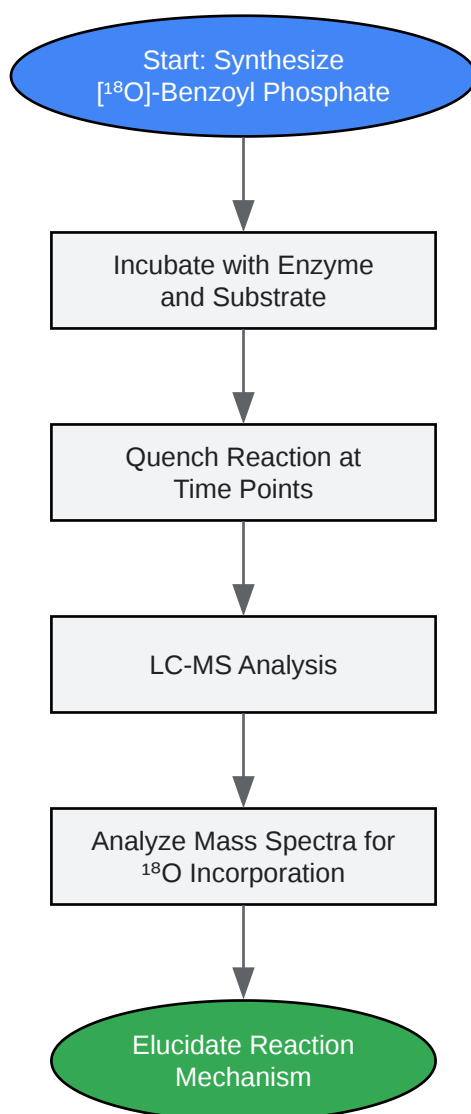 Start: Synthesize
[¹⁸O]-Benzoyl Phosphate
Incubate with Enzyme
and Substrate
Quench Reaction at
Time Points
LC-MS Analysis
Analyze Mass Spectra for
¹⁸O Incorporation
Elucidate Reaction
Mechanism